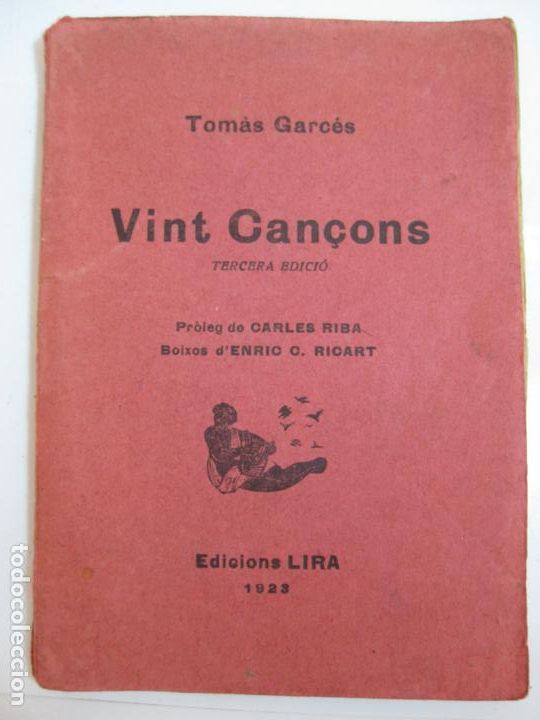 Tomàs Garcés
Vint Cançons
TERCERA EDICIÓ
Pròleg de CARLES RIBA
Boixos d'ENRIC C. RICART
Edicions LIRA
1923
todocoleccion